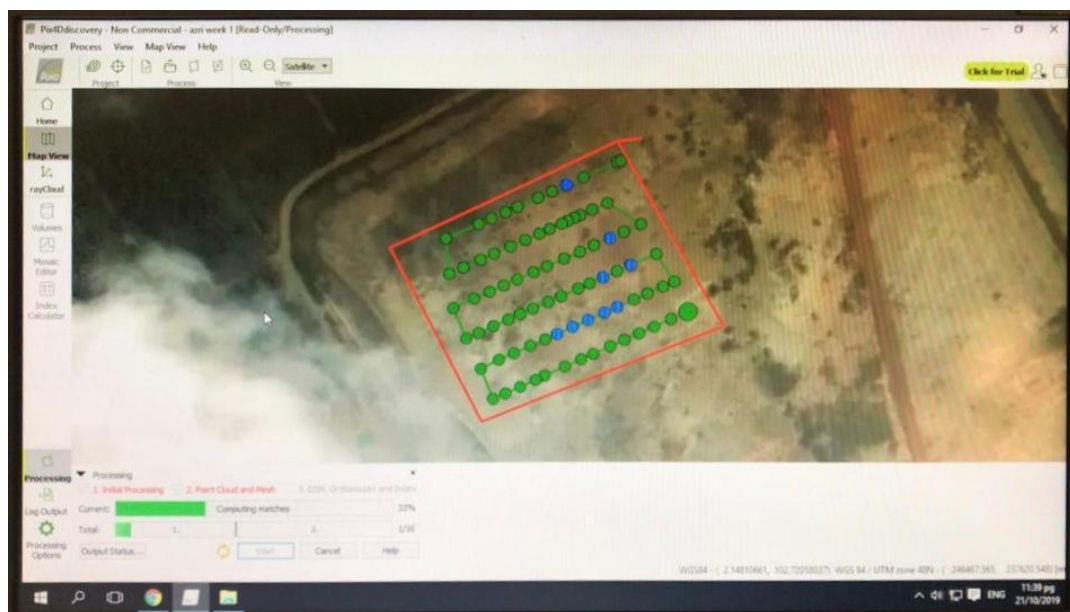 Pix4Ddiscovery - Non Commercial - azri week 1 [Read-Only/Processing]
Project Process View Map View Help
Satellite
Project Process View
Click for Trial
Home
Map View
rayCloud
Volumes
Mosaic
Editor
Index
Calculator
Processing
Log Output
Processing
Options
Processing
1. Initial Processing 2. Point Cloud and Mesh 3. DSM, Orthomosaic and Index
Current: Computing matches 33%
Total: 1. 2. 1/16
Output Status... Start Cancel Help
WGS84 - ( 2.14810661, 102.72058037) WGS 84 / UTM zone 48N - (
ENG
11:39 pg
21/10/2019